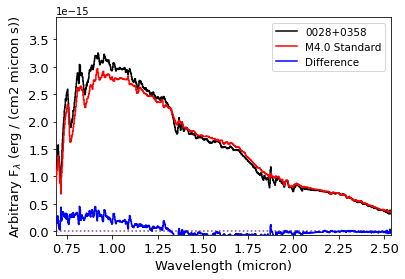 1e−15
0028+0358
M4.0 Standard
Difference
Arbitrary Fλ (erg / (cm2 micron s))
3.5
3.0
2.5
2.0
1.5
1.0
0.5
0.0
0.75 1.00 1.25 1.50 1.75 2.00 2.25 2.50
Wavelength (micron)